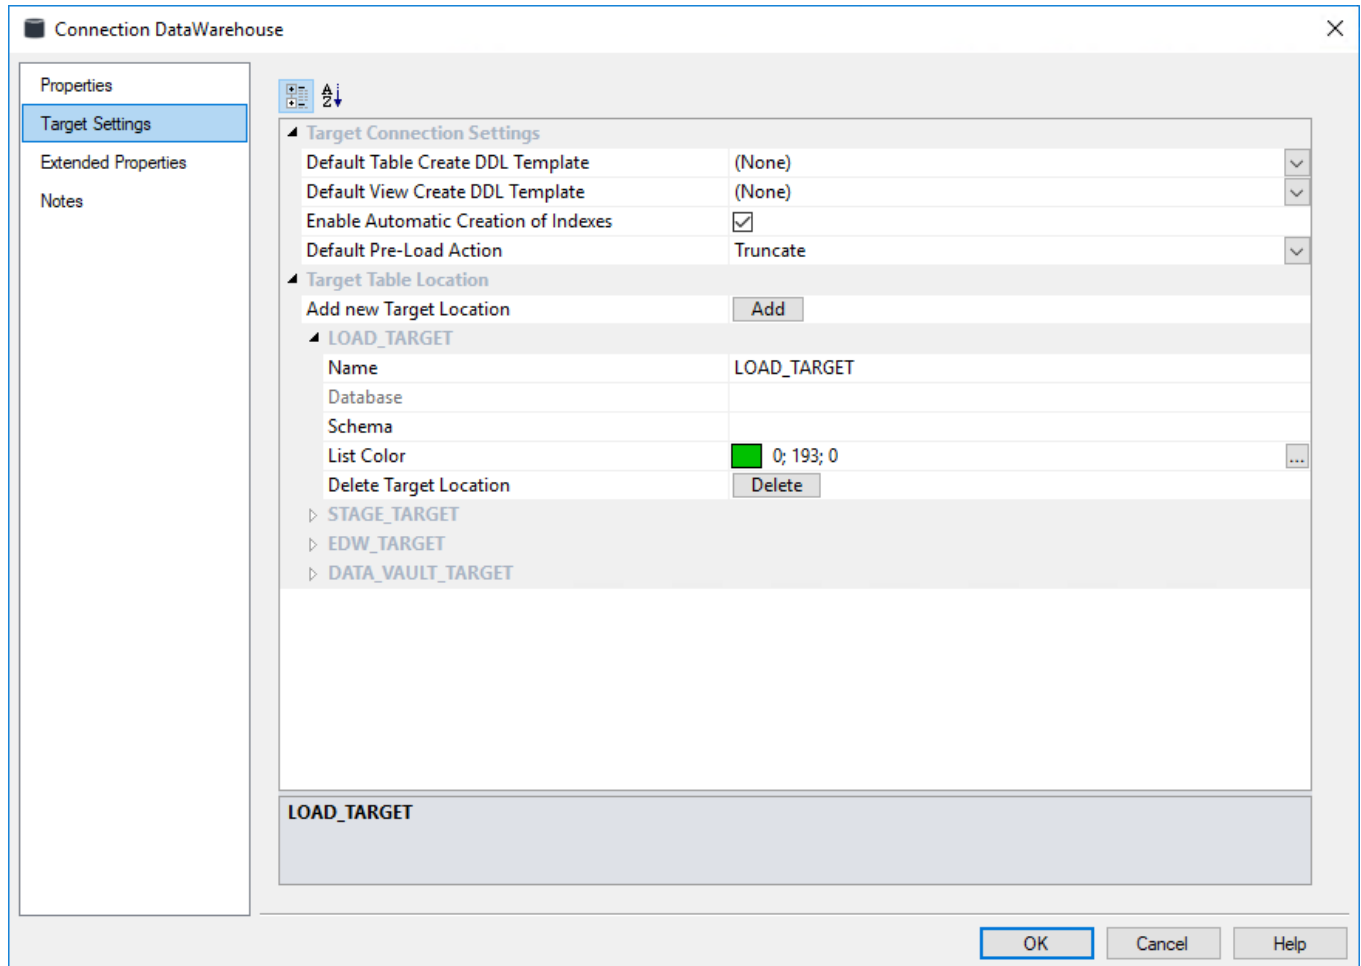 Connection DataWarehouse
Properties
Target Settings
Extended Properties
Notes
Target Connection Settings
Default Table Create DDL Template (None)
Default View Create DDL Template (None)
Enable Automatic Creation of Indexes
Default Pre-Load Action Truncate
Target Table Location
Add new Target Location Add
LOAD_TARGET
Name LOAD_TARGET
Database
Schema
List Color 0; 193; 0 ...
Delete Target Location Delete
STAGE_TARGET
EDW_TARGET
DATA_VAULT_TARGET
LOAD_TARGET
OK Cancel Help